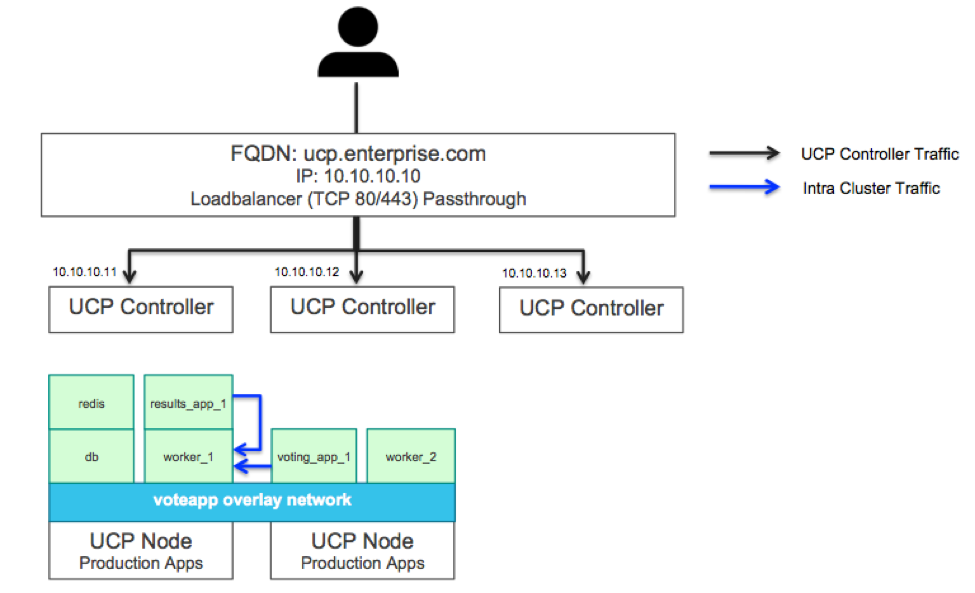 FQDN: ucp.enterprise.com
IP: 10.10.10.10
Loadbalancer (TCP 80/443) Passthrough
UCP Controller Traffic
Intra Cluster Traffic
10.10.10.11
10.10.10.12
10.10.10.13
UCP Controller
UCP Controller
UCP Controller
redis
results_app_1
db
worker_1
voting_app_1
worker_2
voteapp overlay network
UCP Node
Production Apps
UCP Node
Production Apps